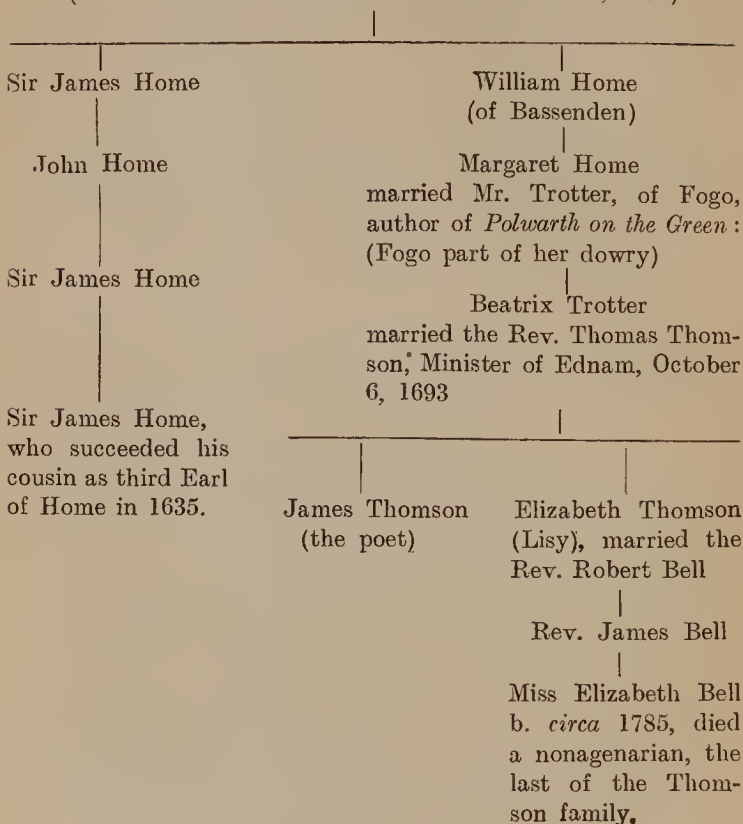 Sir James Home
William Home
(of Bassenden)
John Home
Margaret Home
married Mr. Trotter, of Fogo,
author of Polwarth on the Green:
(Fogo part of her dowry)
Sir James Home
Beatrix Trotter
married the Rev. Thomas Thom-
son, Minister of Ednam, October
6, 1693
Sir James Home,
who succeeded his
cousin as third Earl
of Home in 1635.
James Thomson
(the poet)
Elizabeth Thomson
(Lisy), married the
Rev. Robert Bell
Rev. James Bell
Miss Elizabeth Bell
b. circa 1785, died
a nonagenarian, the
last of the Thom-
son family.